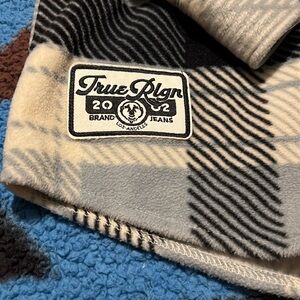 True Rlgn
20 02
BRAND JEANS
LOS ANGELES